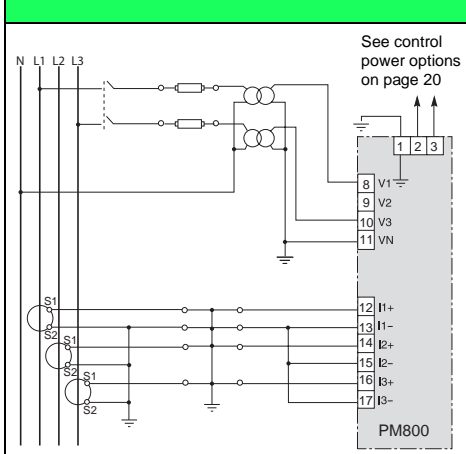 See control
power options
on page 20
N L1 L2 L3
1 2 3
8 V1
9 V2
10 V3
11 VN
S1
12 I1+
S2
13 I1–
S1
14 I2+
15 I2–
S2
S1
16 I3+
S2
17 I3–
PM800